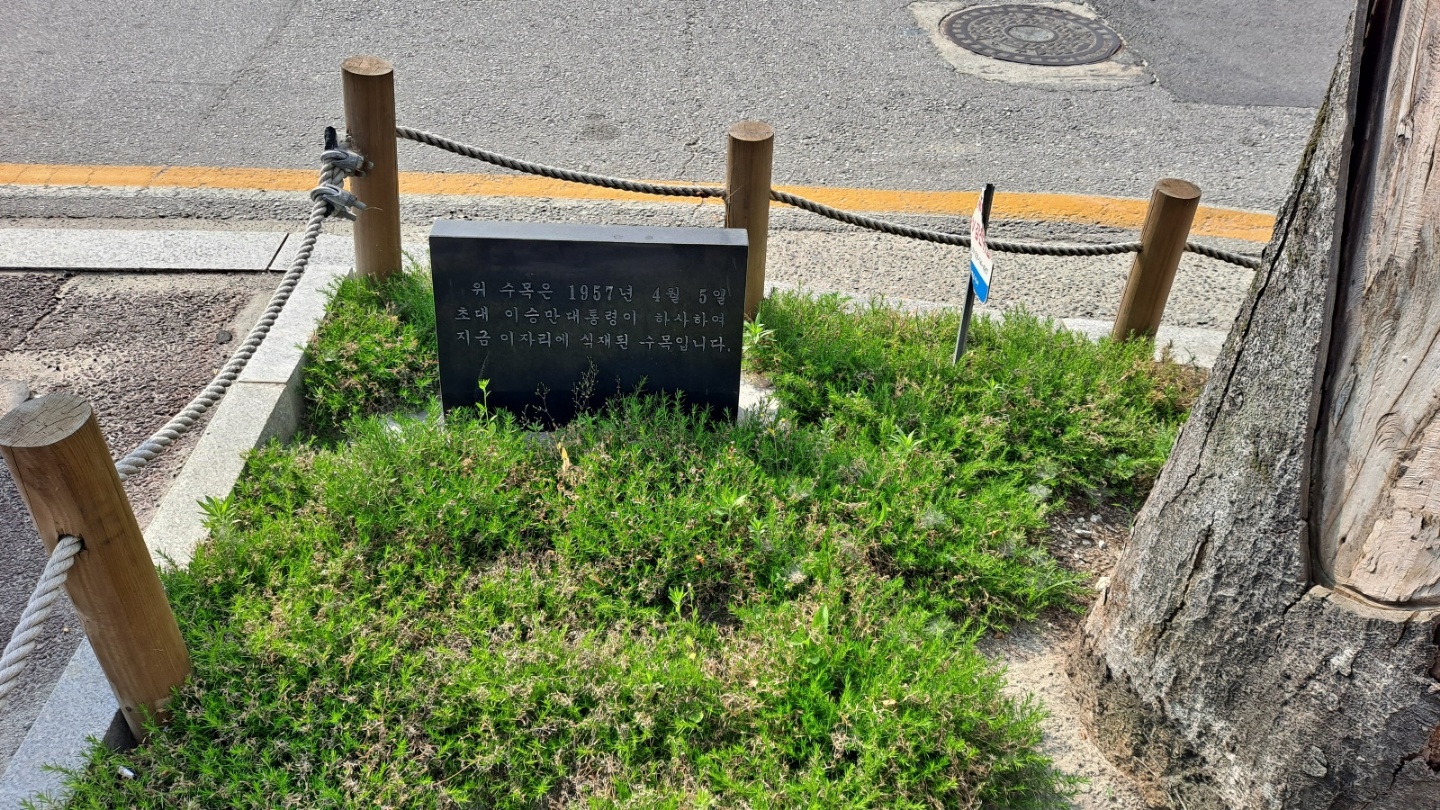 위 수목은 1957년 4월 5일
초대 이승만대통령이 하사하여
지금 이자리에 식재된 수목입니다.